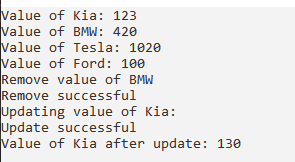 Value of Kia: 123
Value of BMW: 420
Value of Tesla: 1020
Value of Ford: 100
Remove value of BMW
Remove successful
Updating value of Kia:
Update successful
Value of Kia after update: 130